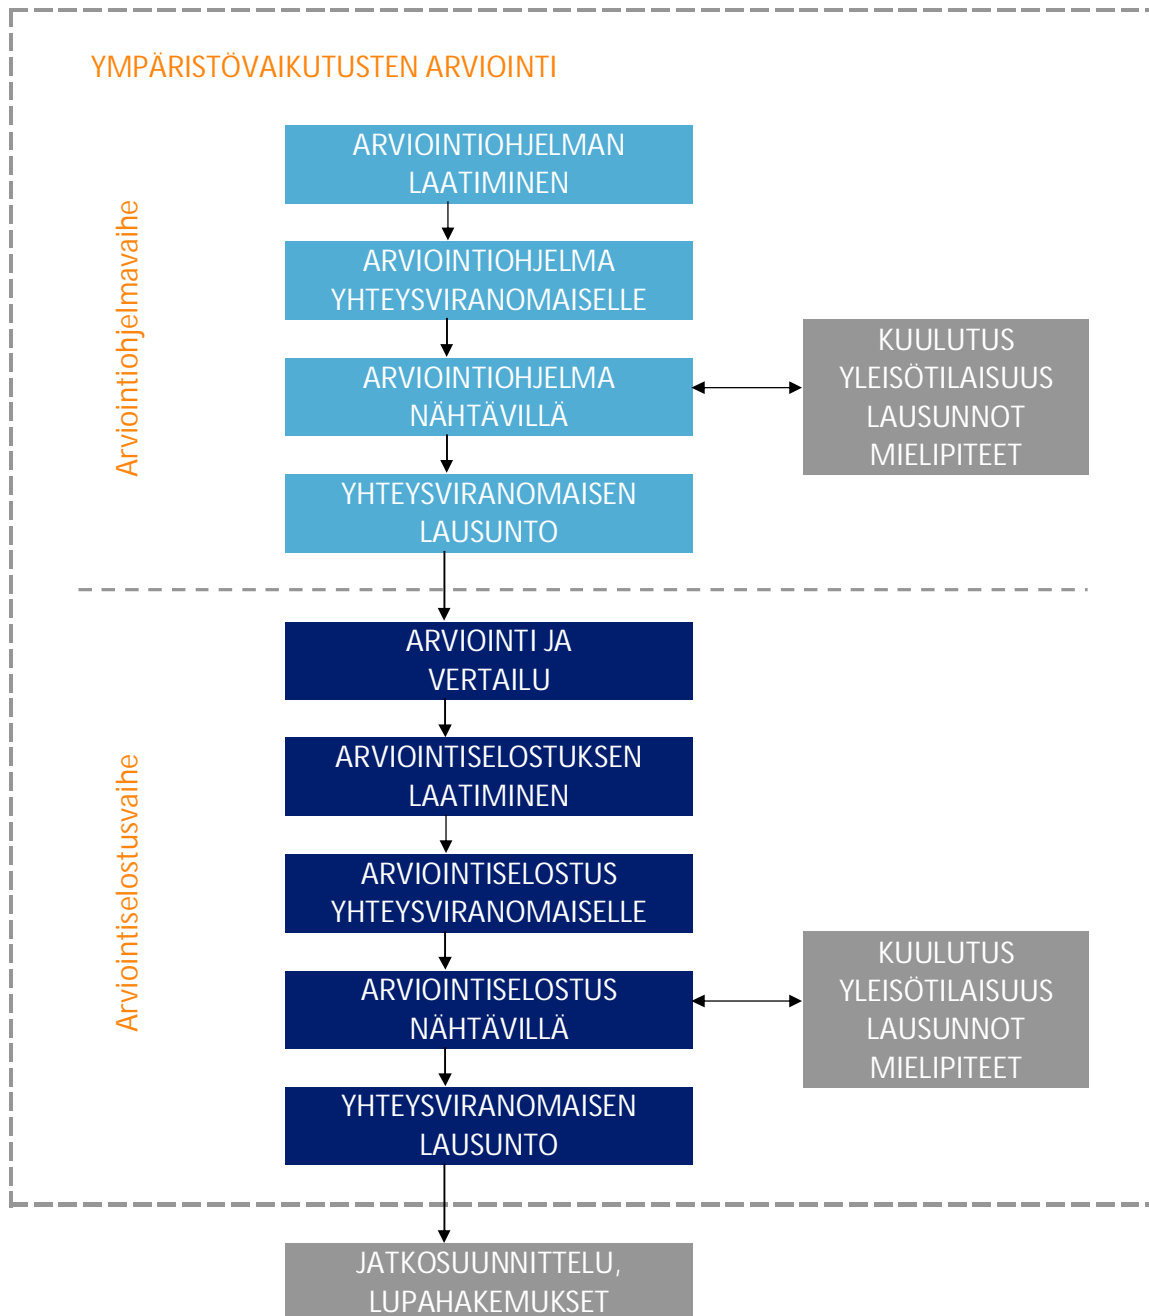 YMPÄRISTÖVAIKUTUSTEN ARVIOINTI
Arviointiohjelmavaihe
ARVIOINTIOHJELMAN
LAATIMINEN
ARVIOINTIOHJELMA
YHTEYSVIRANOMAISELLE
ARVIOINTIOHJELMA
NÄHTÄVILLÄ
KUULUTUS
YLEISÖTILAISUUS
LAUSUNNOT
MIELIPITEET
YHTEYSVIRANOMAISEN
LAUSUNTO
Arviointiselostusvaihe
ARVIOINTI JA
VERTAILU
ARVIOINTISELOSTUKSEN
LAATIMINEN
ARVIOINTISELOSTUS
YHTEYSVIRANOMAISELLE
ARVIOINTISELOSTUS
NÄHTÄVILLÄ
KUULUTUS
YLEISÖTILAISUUS
LAUSUNNOT
MIELIPITEET
YHTEYSVIRANOMAISEN
LAUSUNTO
JATKOSUUNNITTELU,
LUPAHAKEMUKSET